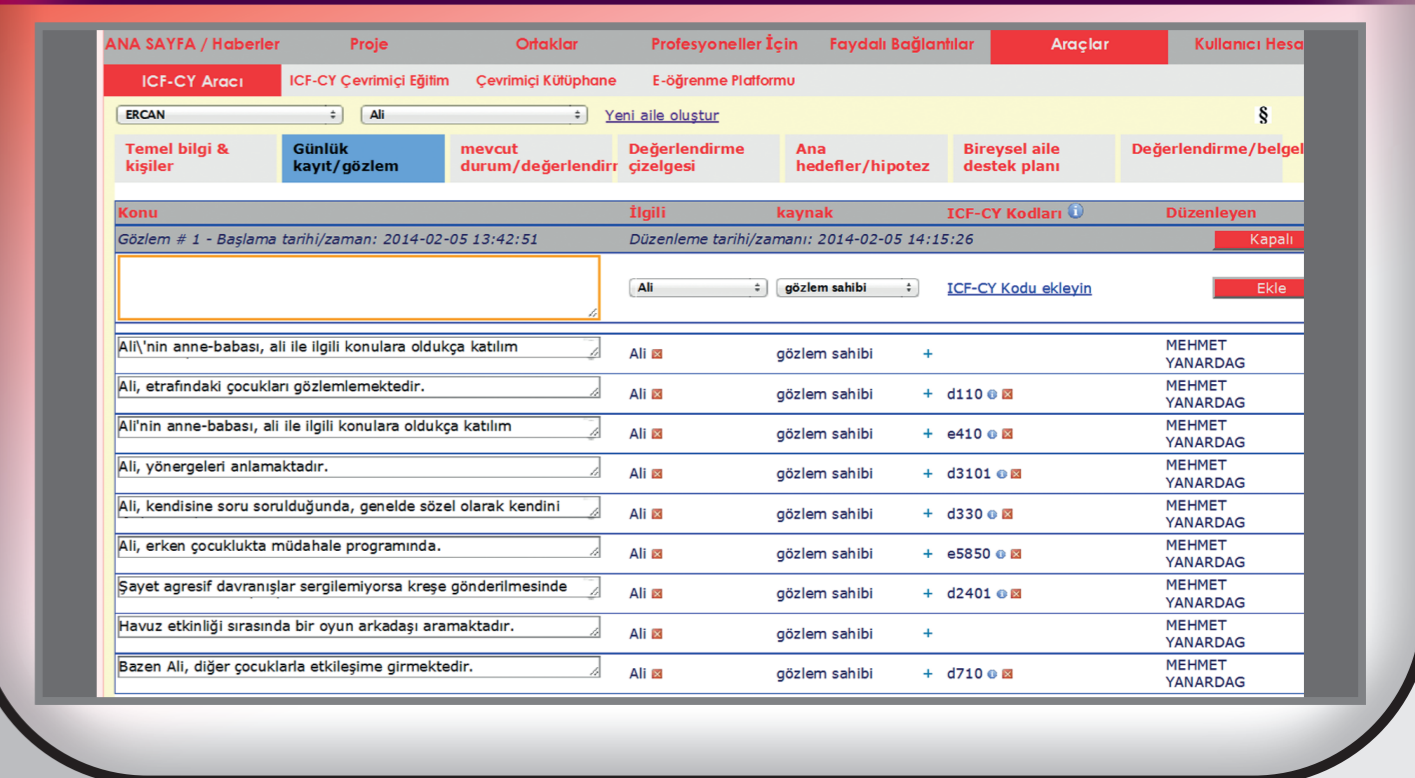 ANA SAYFA / Haberler Proje Ortaklar Profesyoneller İçin Faydalı Bağlantılar Araçlar Kullanıcı Hesa
ICF-CY Aracı ICF-CY Çevrimiçi Eğitim Çevrimiçi Kütüphane E-öğrenme Platformu
ERCAN Ali Yeni aile oluştur §
Temel bilgi & kişiler Günlük kayıt/gözlem mevcut durum/değerlendirr Değerlendirme çizelgesi Ana hedefler/hipotez Bireysel aile destek planı Değerlendirme/belgel
Konu İlgili kaynak ICF-CY Kodları Düzenleyen
Gözlem # 1 - Başlama tarihi/zaman: 2014-02-05 13:42:51 Düzenleme tarihi/zamanı: 2014-02-05 14:15:26 Kapalı
Ali gözlem sahibi ICF-CY Kodu ekleyin Ekle
Ali\'nin anne-babası, ali ile ilgili konulara oldukça katılım Ali gözlem sahibi + MEHMET YANARDAG
Ali, etrafındaki çocukları gözlemlemektedir. Ali gözlem sahibi + d110 MEHMET YANARDAG
Ali'nin anne-babası, ali ile ilgili konulara oldukça katılım Ali gözlem sahibi + e410 MEHMET YANARDAG
Ali, yönergeleri anlamaktadır. Ali gözlem sahibi + d3101 MEHMET YANARDAG
Ali, kendisine soru sorulduğunda, genelde sözel olarak kendini Ali gözlem sahibi + d330 MEHMET YANARDAG
Ali, erken çocuklukta müdahale programında. Ali gözlem sahibi + e5850 MEHMET YANARDAG
Şayet agresif davranışlar sergilemiyorsa kreşe gönderilmesinde Ali gözlem sahibi + d2401 MEHMET YANARDAG
Havuz etkinliği sırasında bir oyun arkadaşı aramaktadır. Ali gözlem sahibi + MEHMET YANARDAG
Bazen Ali, diğer çocuklarla etkileşime girmektedir. Ali gözlem sahibi + d710 MEHMET YANARDAG